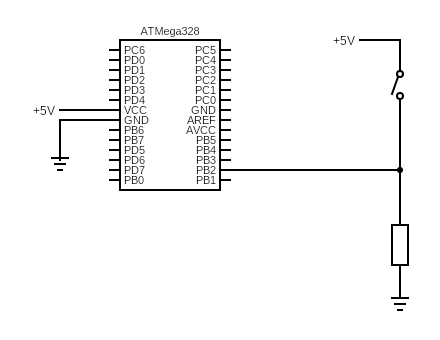 ATMega328
+5V
PC6 PC5
PD0 PC4
PD1 PC3
PD2 PC2
PD3 PC1
PD4 PC0
+5V VCC GND
GND AREF
PB6 AVCC
PB7 PB5
PD5 PB4
PD6 PB3
PD7 PB2
PB0 PB1